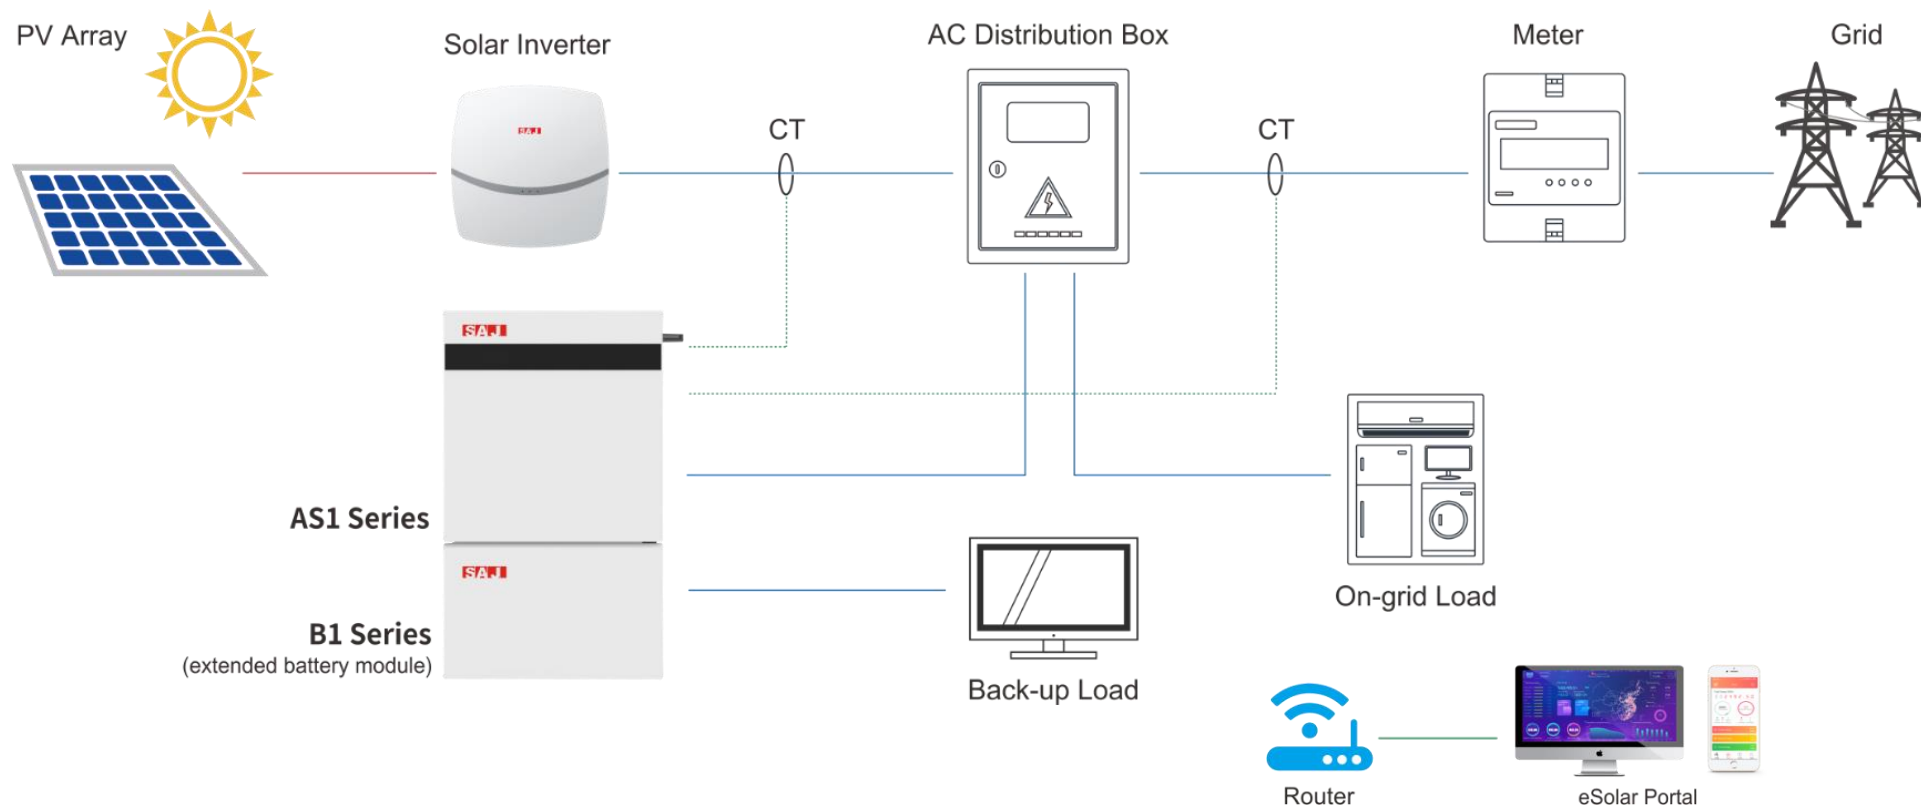 PV Array
Solar Inverter
AC Distribution Box
Meter
Grid
CT
CT
SAJ
SAJ
AS1 Series
SAJ
B1 Series
(extended battery module)
On-grid Load
Back-up Load
Router
eSolar Portal